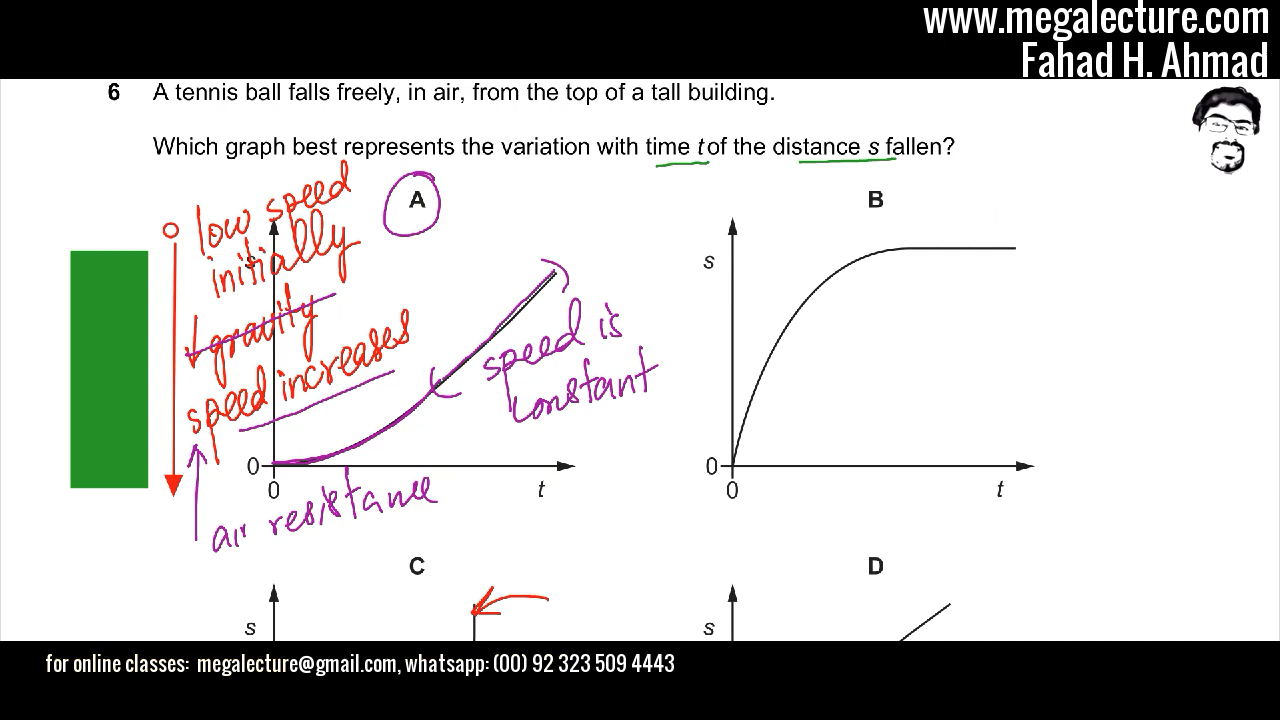 www.megalecture.com
Fahad H. Ahmad
6 A tennis ball falls freely, in air, from the top of a tall building.
Which graph best represents the variation with time t of the distance s fallen?
A
low speed
initially
s
gravity
speed increases
speed is
constant
0
0
t
air resistance
B
s
0
0
t
C
s
D
s
for online classes: megalecture@gmail.com, whatsapp: (00) 92 323 509 4443